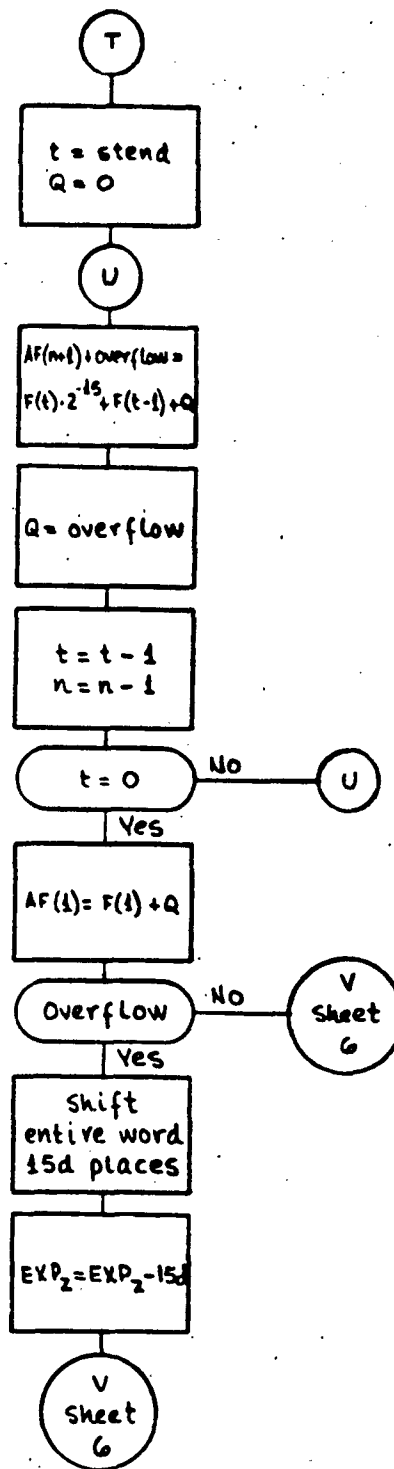 T
t = stend
Q = 0
U
AF(n+1) + overflow =
F(t)·2^-15 + F(t-1) + Q
Q = overflow
t = t - 1
n = n - 1
t = 0
No
U
Yes
AF(1) = F(1) + Q
Overflow
No
V
Sheet
6
Yes
Shift
entire word
15d places
EXP₂ = EXP₂ - 15d
V
Sheet
6